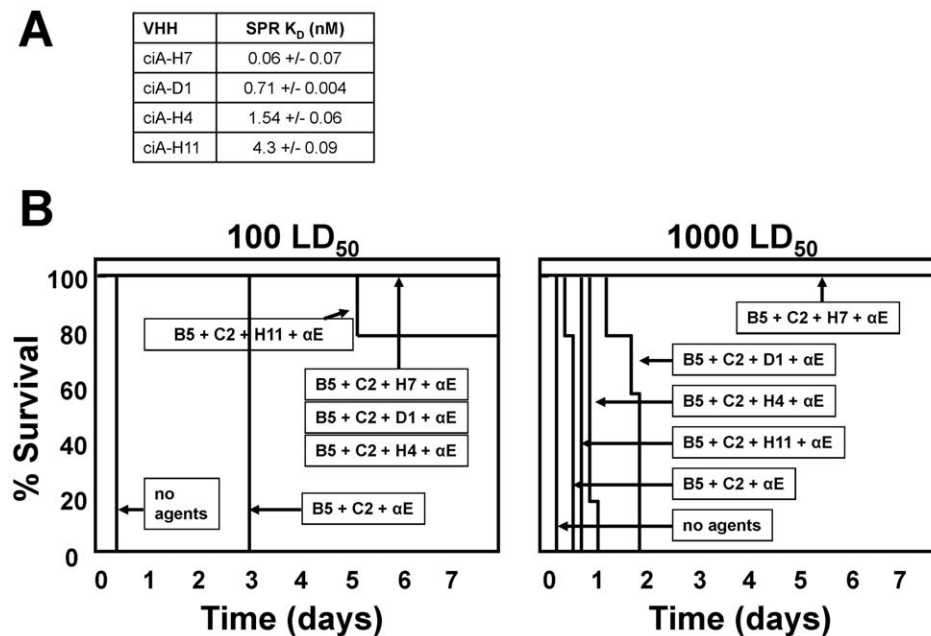 A
VHH SPR K_D (nM)
ciA-H7 0.06 +/- 0.07
ciA-D1 0.71 +/- 0.004
ciA-H4 1.54 +/- 0.06
ciA-H11 4.3 +/- 0.09
B
100 LD50
100
80
60
40
20
0
% Survival
B5 + C2 + H11 + αE
B5 + C2 + H7 + αE
B5 + C2 + D1 + αE
B5 + C2 + H4 + αE
no
agents
B5 + C2 + αE
0 1 2 3 4 5 6 7
Time (days)
1000 LD50
B5 + C2 + H7 + αE
B5 + C2 + D1 + αE
B5 + C2 + H4 + αE
B5 + C2 + H11 + αE
B5 + C2 + αE
no agents
0 1 2 3 4 5 6 7
Time (days)